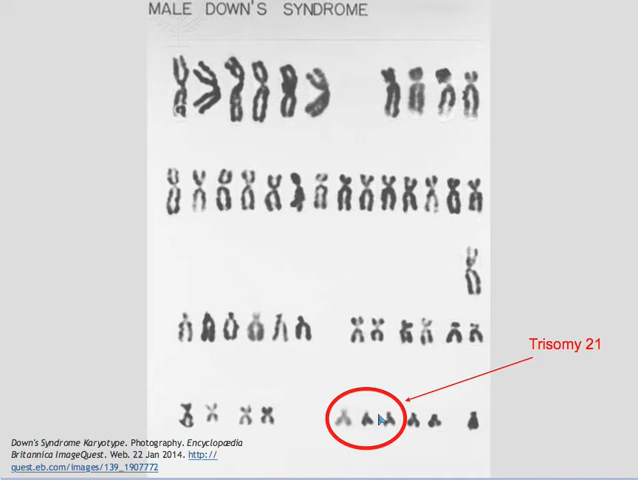 MALE DOWN'S SYNDROME
Trisomy 21
Down's Syndrome Karyotype. Photography. Encyclopædia
Britannica ImageQuest. Web. 22 Jan 2014. http://
quest.eb.com/images/139_1907772